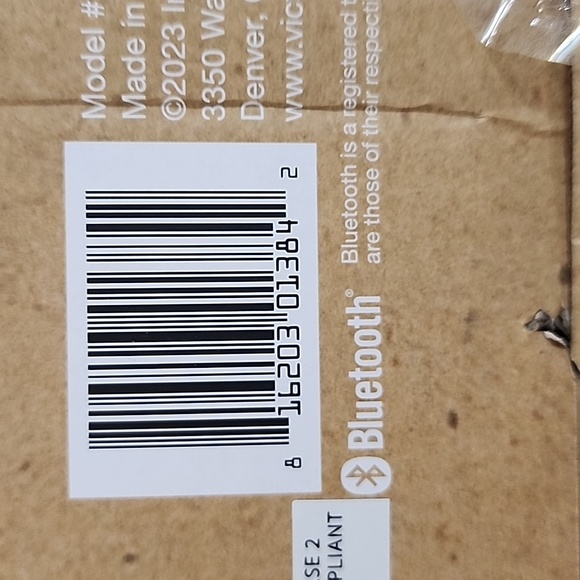 Model #
Made in
©2023 I
3350 Wa
Denver,
www.vic
8 16203 01384 2
Bluetooth is a registered t
are those of their respecti
Bluetooth®
SE 2
PLIANT